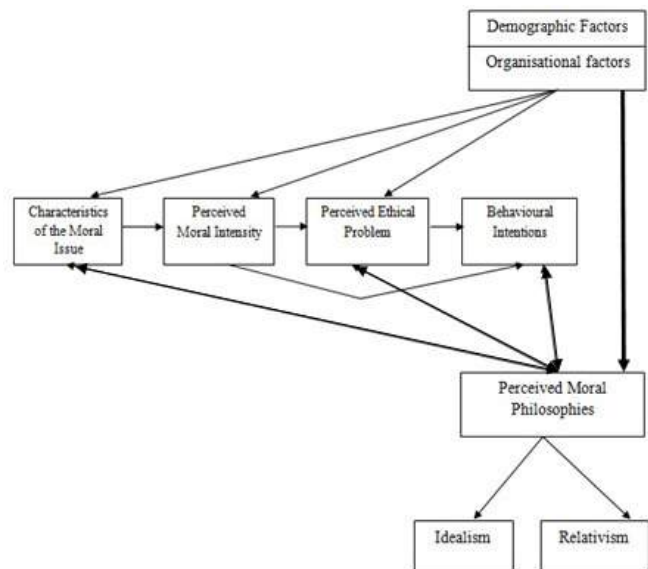 Demographic Factors
Organisational factors
Characteristics
of the Moral
Issue
Perceived
Moral Intensity
Perceived Ethical
Problem
Behavioural
Intentions
Perceived Moral
Philosophies
Idealism
Relativism